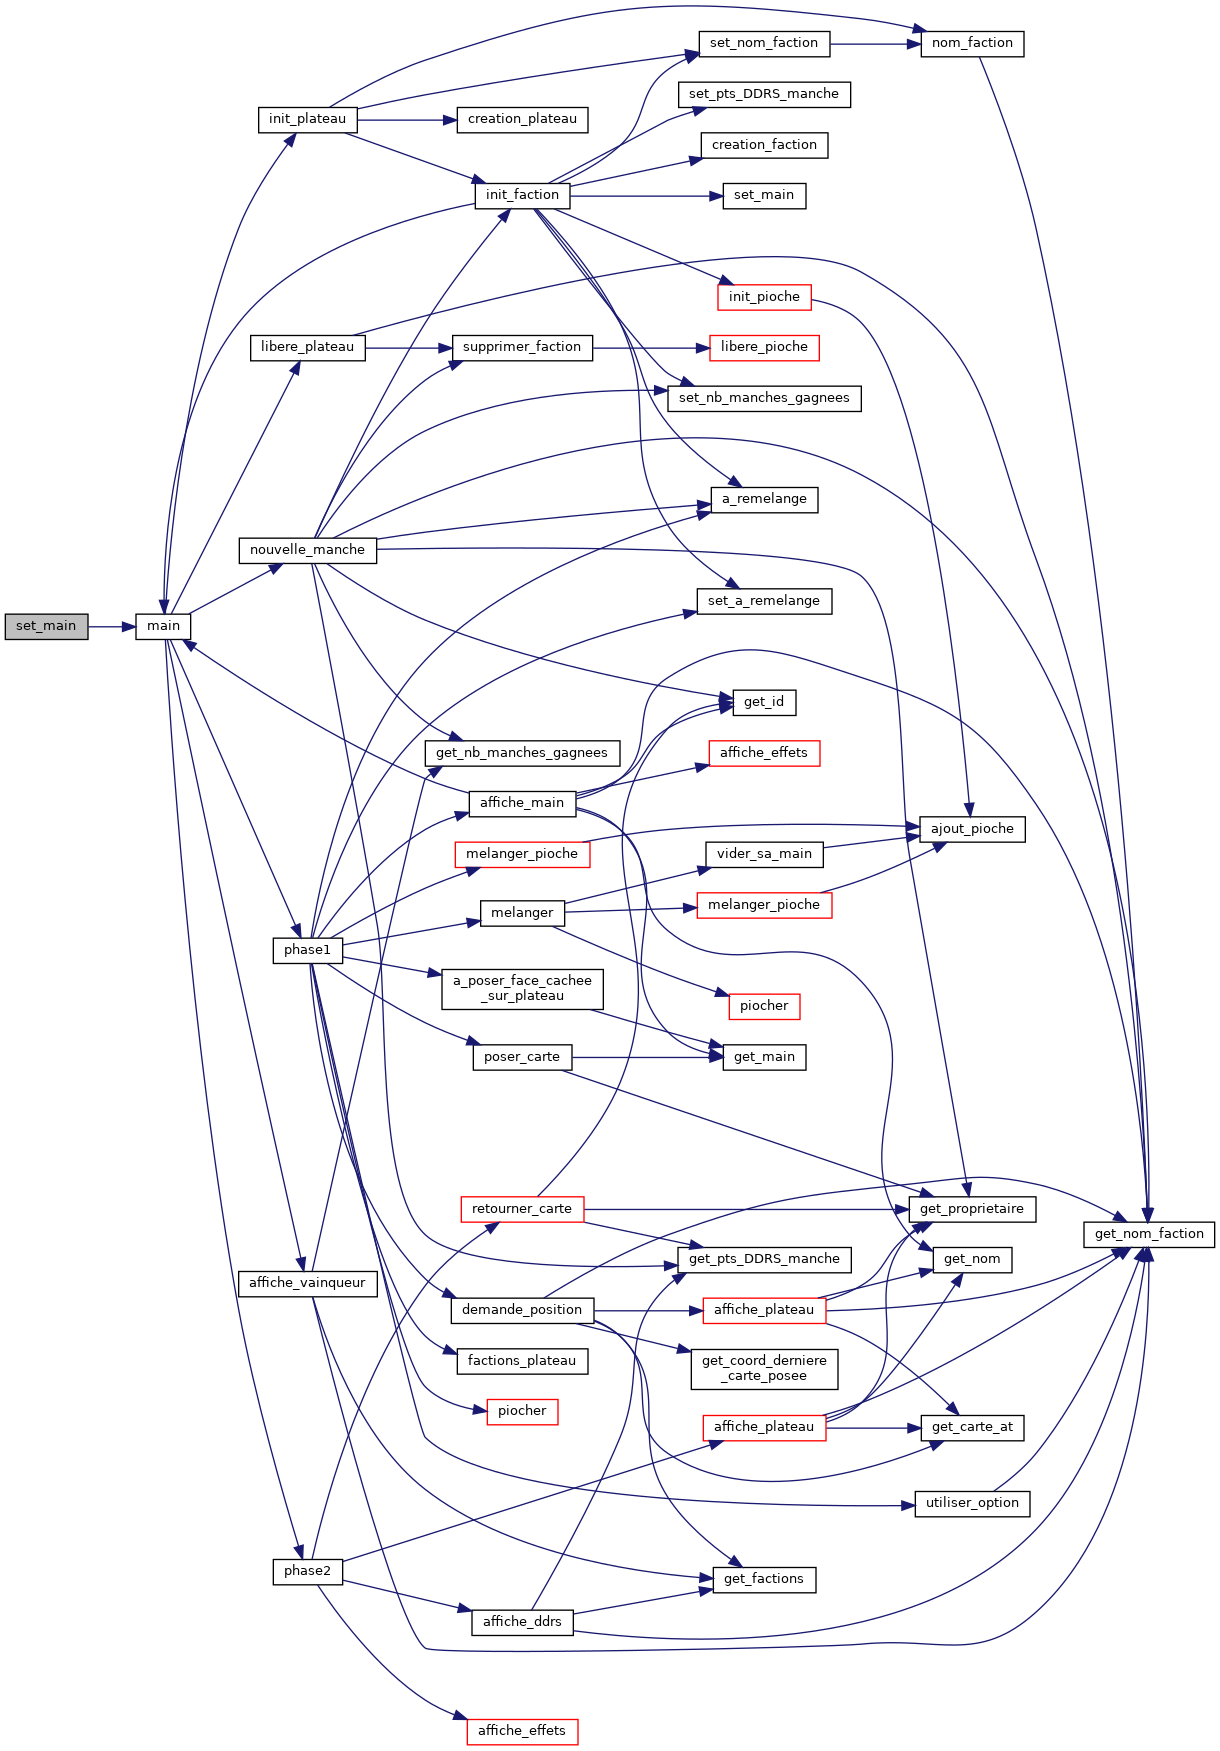 set_nom_faction
nom_faction
set_pts_DDRS_manche
init_plateau
creation_plateau
creation_faction
init_faction
set_main
init_pioche
libere_plateau
supprimer_faction
libere_pioche
set_nb_manches_gagnees
a_remelange
nouvelle_manche
set_a_remelange
set_main
main
get_id
get_nb_manches_gagnees
affiche_effets
affiche_main
ajout_pioche
melanger_pioche
vider_sa_main
melanger_pioche
melanger
phase1
a_poser_face_cachee
_sur_plateau
piocher
poser_carte
get_main
retourner_carte
get_proprietaire
get_nom_faction
get_pts_DDRS_manche
get_nom
affiche_vainqueur
demande_position
affiche_plateau
factions_plateau
get_coord_derniere
_carte_posee
piocher
affiche_plateau
get_carte_at
utiliser_option
phase2
get_factions
affiche_ddrs
affiche_effets